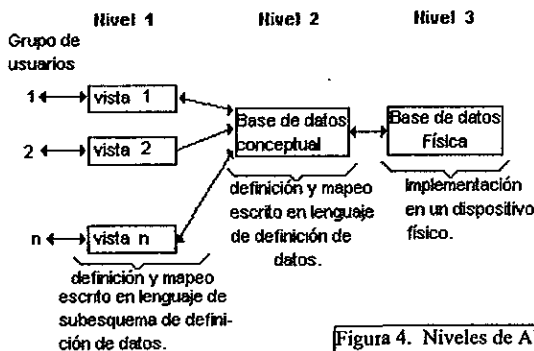 Nivel 1 Nivel 2 Nivel 3
Grupo de
usuarios
1 vista 1
Base de datos
conceptual
Base de datos
Física
2 vista 2
n vista n
definición y mapeo
escrito en lenguaje de
subesquema de defini-
ción de datos.
definición y mapeo
escrito en lenguaje
de definición de
datos.
Implementación
en un dispositivo
físico.
Figura 4. Niveles de